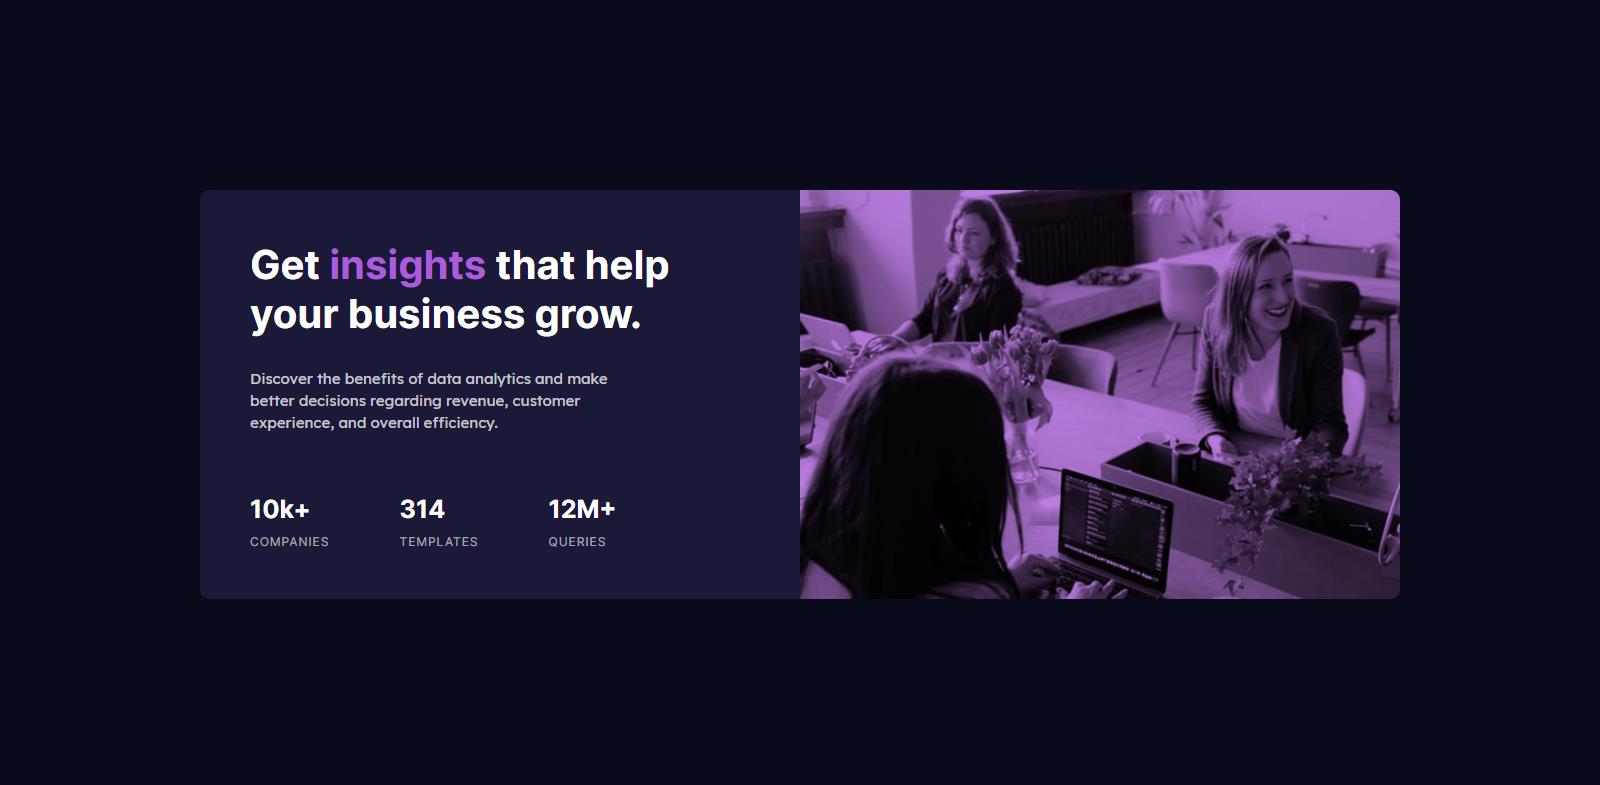 Get insights that help
your business grow.
Discover the benefits of data analytics and make
better decisions regarding revenue, customer
experience, and overall efficiency.
10k+ 314 12M+
COMPANIES TEMPLATES QUERIES